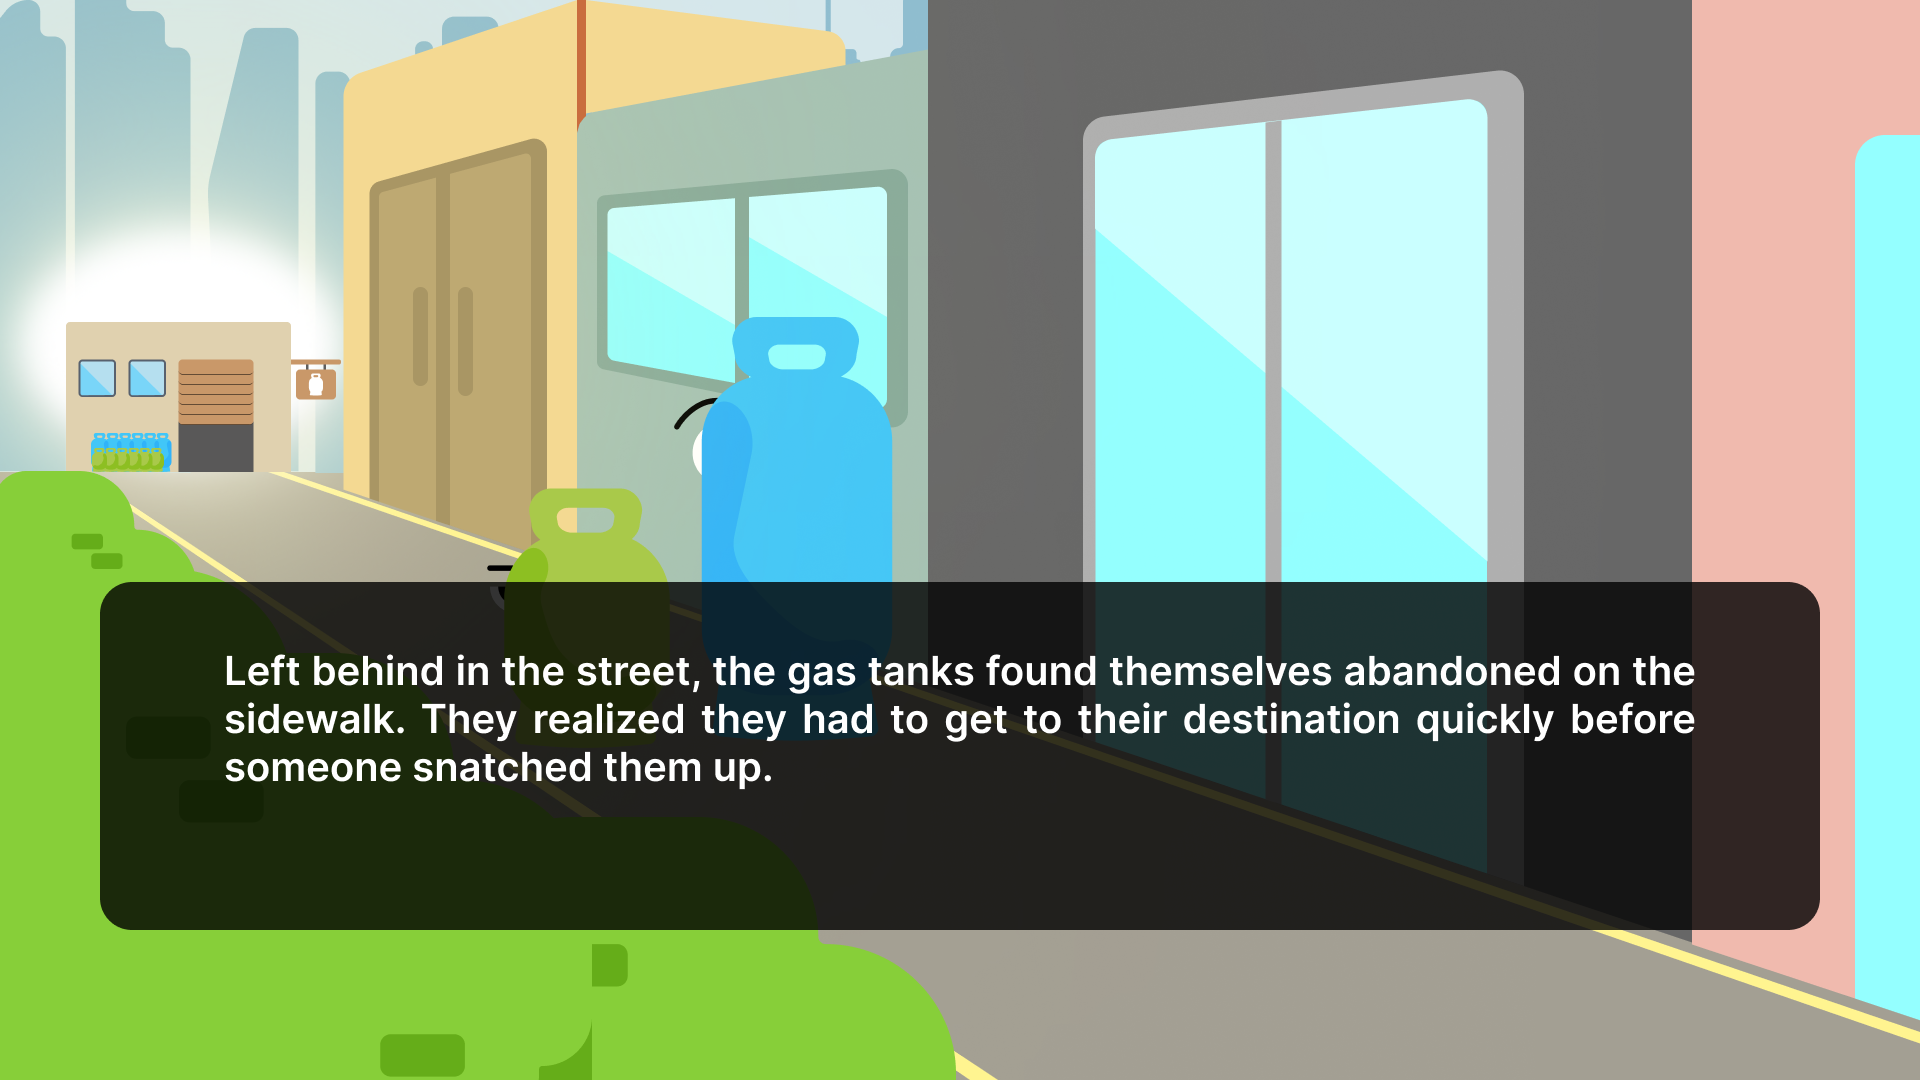 Left behind in the street, the gas tanks found themselves abandoned on the
sidewalk. They realized they had to get to their destination quickly before
someone snatched them up.